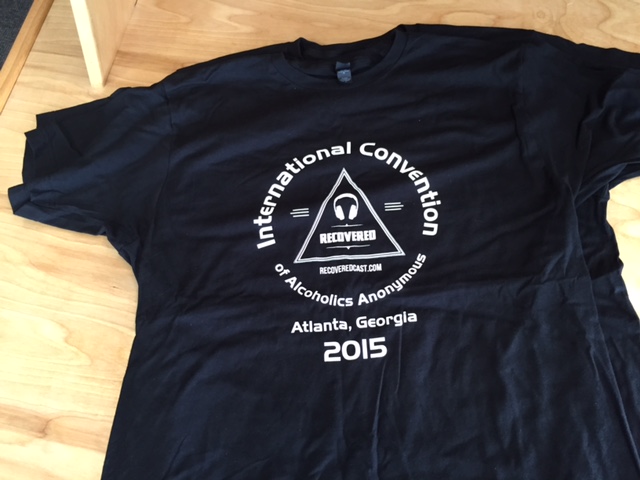 International Convention
RECOVERED
RECOVEREDCAST.COM
of Alcoholics Anonymous
Atlanta, Georgia
2015